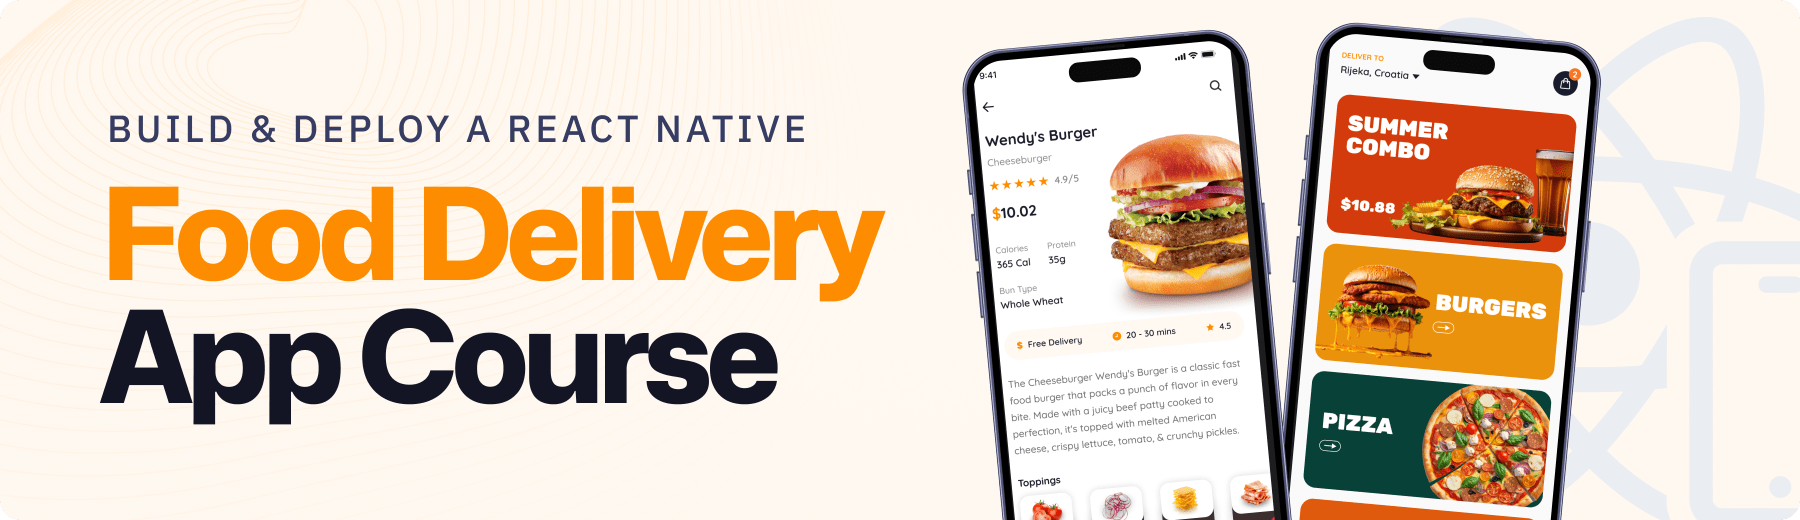 BUILD & DEPLOY A REACT NATIVE
Food Delivery
App Course
9:41
Wendy's Burger
Cheeseburger
4.9/5
$10.02
Calories
Protein
365 Cal
35g
Bun Type
Whole Wheat
$ Free Delivery
20 - 30 mins
4.5
The Cheeseburger Wendy's Burger is a classic fast
food burger that packs a punch of flavor in every
bite. Made with a juicy beef patty cooked to
perfection, it's topped with melted American
cheese, crispy lettuce, tomato, & crunchy pickles.
Toppings
DELIVER TO
Rijeka, Croatia
2
SUMMER
COMBO
$10.88
BURGERS
PIZZA